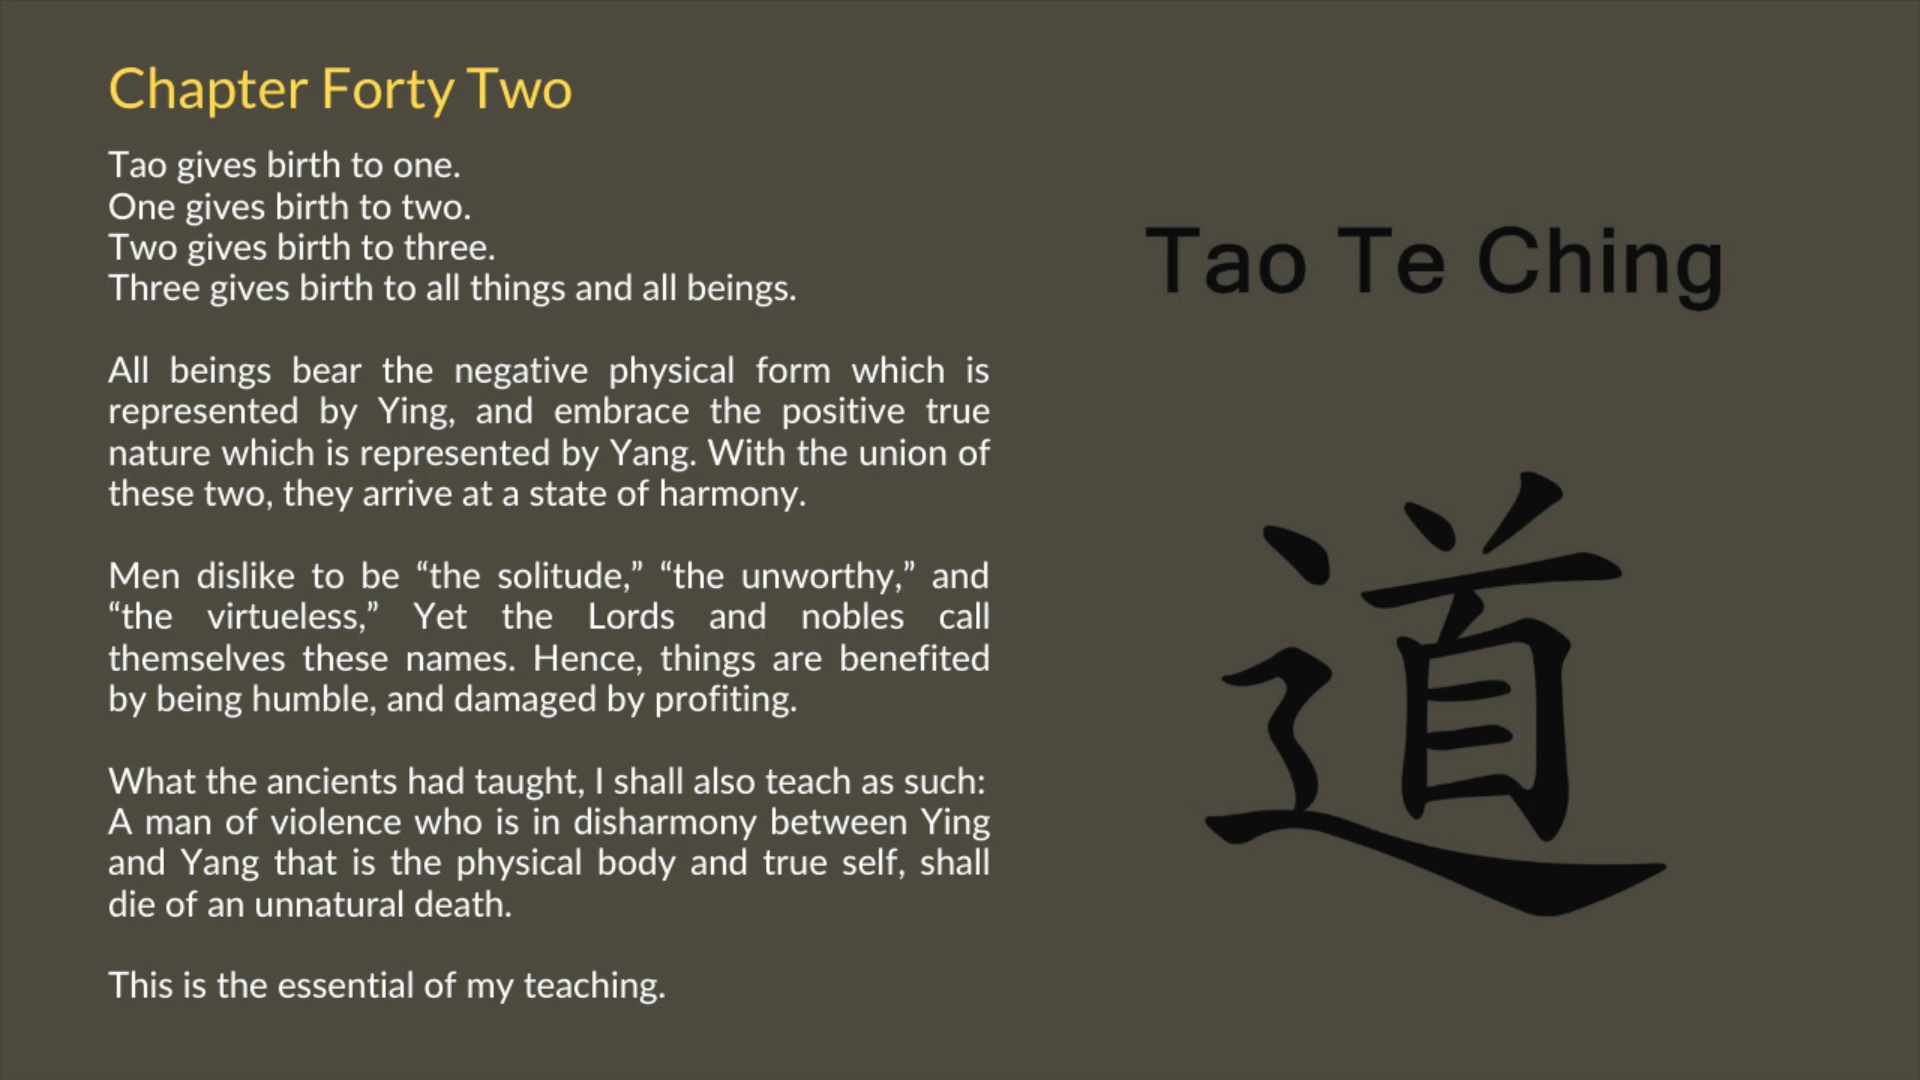 Chapter Forty Two
Tao gives birth to one.
One gives birth to two.
Two gives birth to three.
Three gives birth to all things and all beings.
All beings bear the negative physical form which is
represented by Ying, and embrace the positive true
nature which is represented by Yang. With the union of
these two, they arrive at a state of harmony.
Men dislike to be “the solitude,” “the unworthy,” and
“the virtueless,” Yet the Lords and nobles call
themselves these names. Hence, things are benefited
by being humble, and damaged by profiting.
What the ancients had taught, I shall also teach as such:
A man of violence who is in disharmony between Ying
and Yang that is the physical body and true self, shall
die of an unnatural death.
This is the essential of my teaching.
Tao Te Ching
道